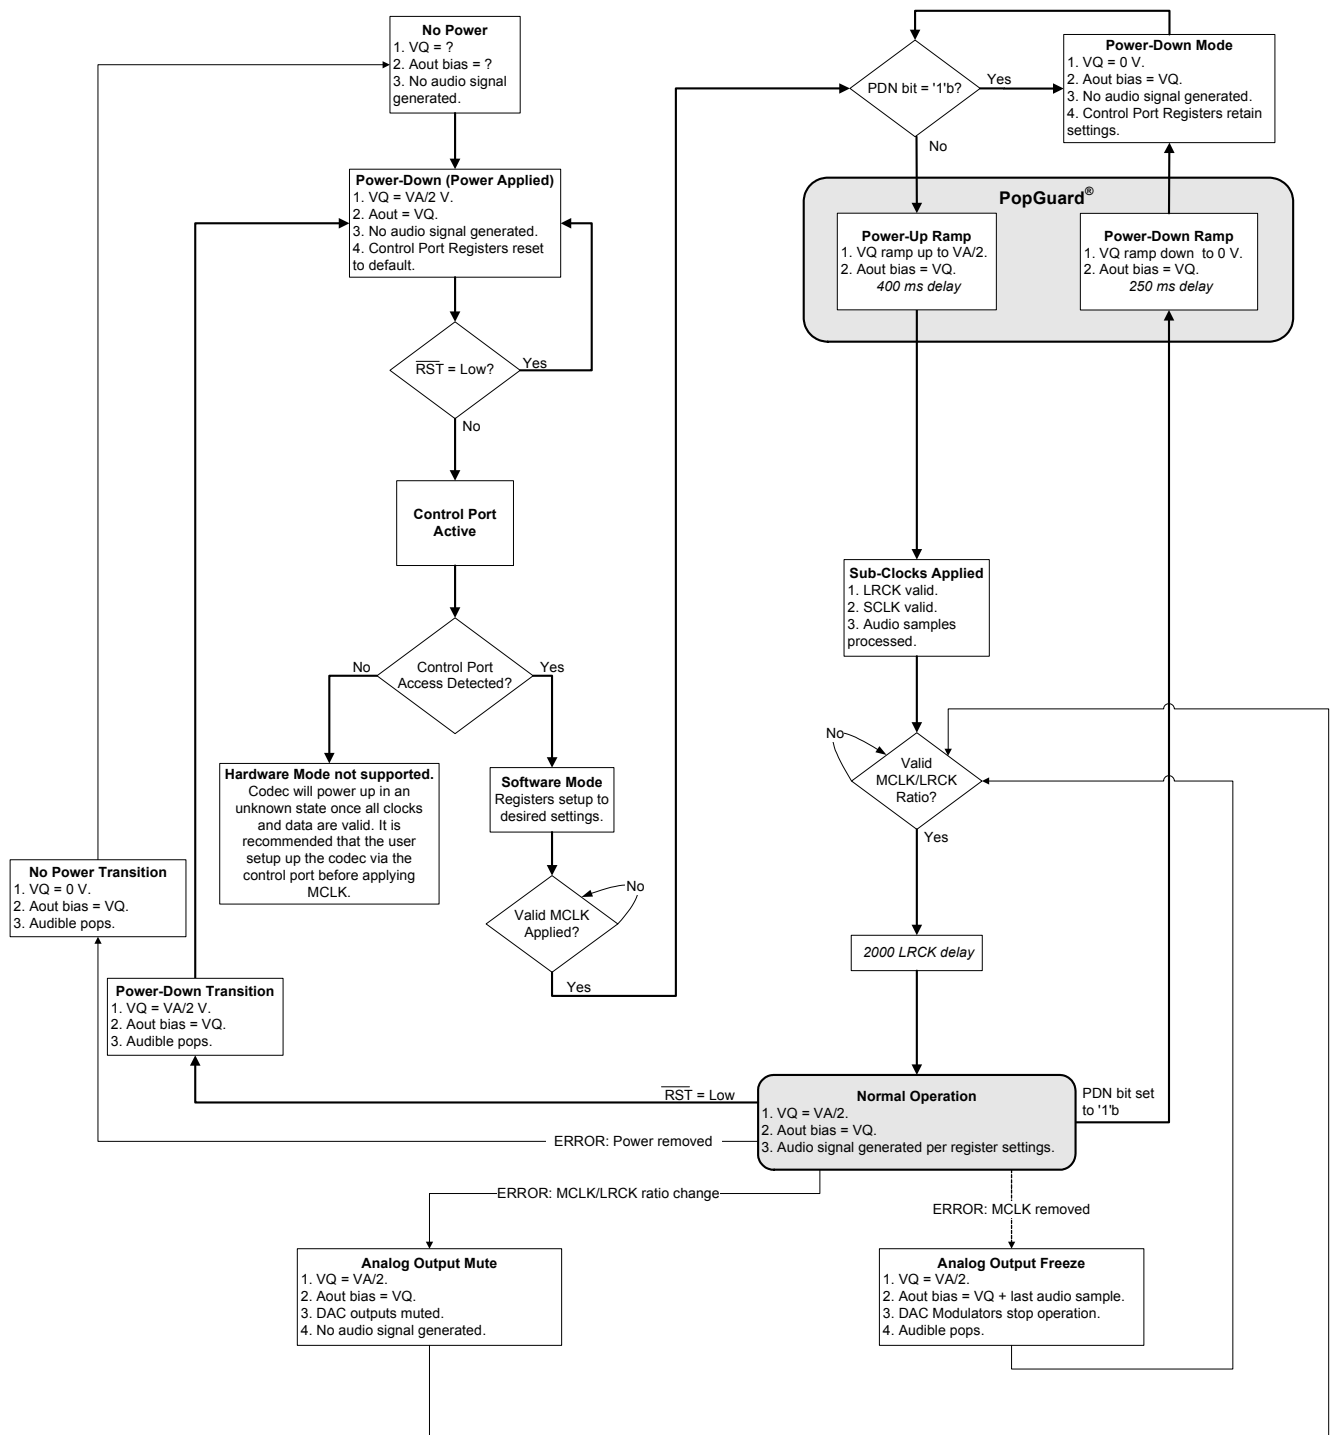 No Power
1. VQ = ?
2. Aout bias = ?
3. No audio signal
generated.
Power-Down (Power Applied)
1. VQ = VA/2 V.
2. Aout = VQ.
3. No audio signal generated.
4. Control Port Registers reset
to default.
RST = Low?
Yes
No
Control Port
Active
Control Port
Access Detected?
No
Yes
Hardware Mode not supported.
Codec will power up in an
unknown state once all clocks
and data are valid. It is
recommended that the user
setup up the codec via the
control port before applying
MCLK.
Software Mode
Registers setup to
desired settings.
Valid MCLK
Applied?
No
Yes
No Power Transition
1. VQ = 0 V.
2. Aout bias = VQ.
3. Audible pops.
Power-Down Transition
1. VQ = VA/2 V.
2. Aout bias = VQ.
3. Audible pops.
PDN bit = '1'b?
Yes
No
Power-Down Mode
1. VQ = 0 V.
2. Aout bias = VQ.
3. No audio signal generated.
4. Control Port Registers retain
settings.
PopGuard®
Power-Up Ramp
1. VQ ramp up to VA/2.
2. Aout bias = VQ.
400 ms delay
Power-Down Ramp
1. VQ ramp down to 0 V.
2. Aout bias = VQ.
250 ms delay
Sub-Clocks Applied
1. LRCK valid.
2. SCLK valid.
3. Audio samples
processed.
No
Valid
MCLK/LRCK
Ratio?
Yes
2000 LRCK delay
Normal Operation
1. VQ = VA/2.
2. Aout bias = VQ.
3. Audio signal generated per register settings.
RST = Low
PDN bit set
to '1'b
ERROR: Power removed
ERROR: MCLK/LRCK ratio change
ERROR: MCLK removed
Analog Output Mute
1. VQ = VA/2.
2. Aout bias = VQ.
3. DAC outputs muted.
4. No audio signal generated.
Analog Output Freeze
1. VQ = VA/2.
2. Aout bias = VQ + last audio sample.
3. DAC Modulators stop operation.
4. Audible pops.